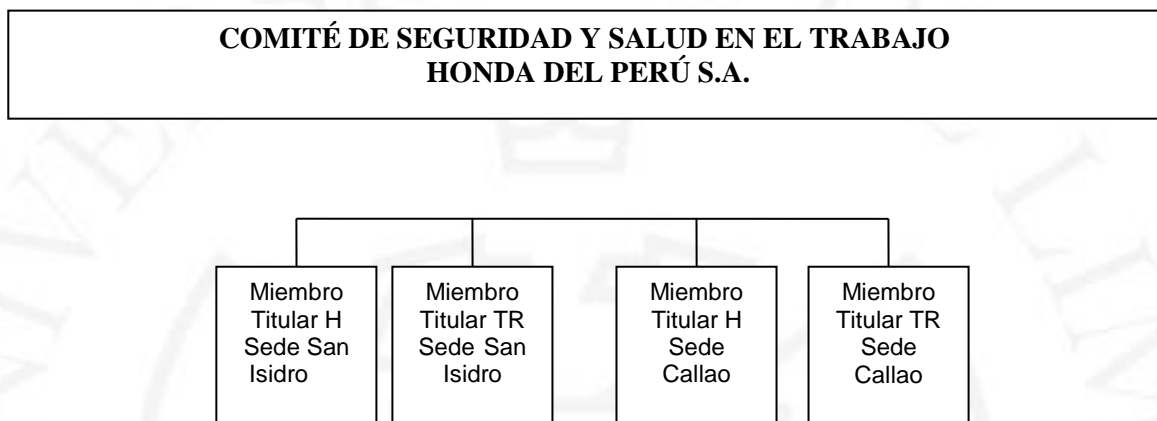 COMITÉ DE SEGURIDAD Y SALUD EN EL TRABAJO
HONDA DEL PERÚ S.A.
Miembro
Titular H
Sede San
Isidro
Miembro
Titular TR
Sede San
Isidro
Miembro
Titular H
Sede
Callao
Miembro
Titular TR
Sede
Callao